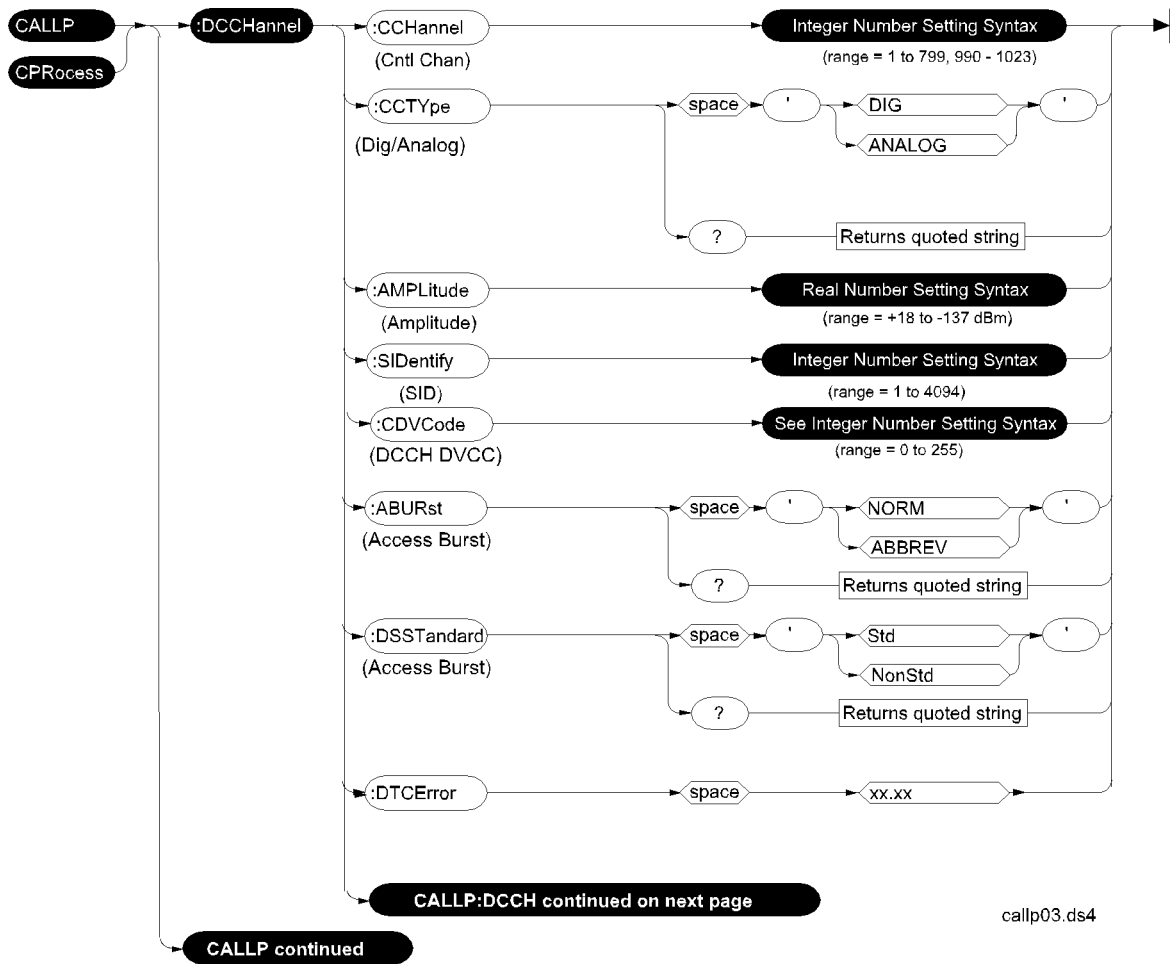 CALLP :DCCHannel :CCHannel Integer Number Setting Syntax
CPRocess (Cntl Chan) (range = 1 to 799, 990 - 1023)
:CCTYpe space ' DIG '
(Dig/Analog) ANALOG
? Returns quoted string
:AMPLitude Real Number Setting Syntax
(Amplitude) (range = +18 to -137 dBm)
:SIDentify Integer Number Setting Syntax
(SID) (range = 1 to 4094)
:CDVCode See Integer Number Setting Syntax
(DCCH DVCC) (range = 0 to 255)
:ABURst space ' NORM '
(Access Burst) ABBREV
? Returns quoted string
:DSSTandard space ' Std '
(Access Burst) NonStd
? Returns quoted string
:DTCError space xx.xx
CALLP:DCCH continued on next page
callp03.ds4
CALLP continued